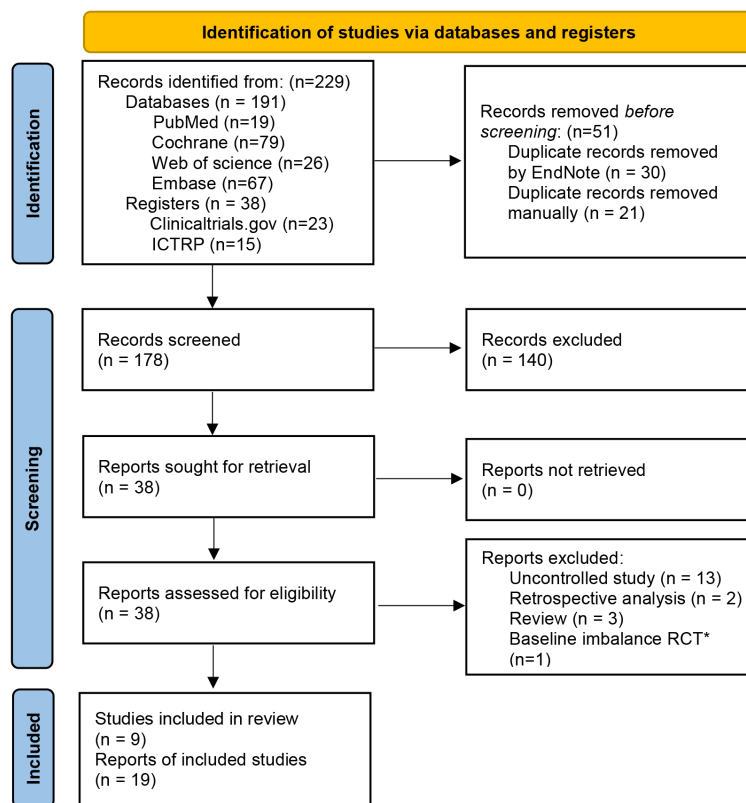 Identification of studies via databases and registers
Identification
Records identified from: (n=229)
Databases (n = 191)
PubMed (n=19)
Cochrane (n=79)
Web of science (n=26)
Embase (n=67)
Registers (n = 38)
Clinicaltrials.gov (n=23)
ICTRP (n=15)
Records removed before
screening: (n=51)
Duplicate records removed
by EndNote (n = 30)
Duplicate records removed
manually (n = 21)
Screening
Records screened
(n = 178)
Records excluded
(n = 140)
Reports sought for retrieval
(n = 38)
Reports not retrieved
(n = 0)
Reports assessed for eligibility
(n = 38)
Reports excluded:
Uncontrolled study (n = 13)
Retrospective analysis (n = 2)
Review (n = 3)
Baseline imbalance RCT*
(n=1)
Included
Studies included in review
(n = 9)
Reports of included studies
(n = 19)